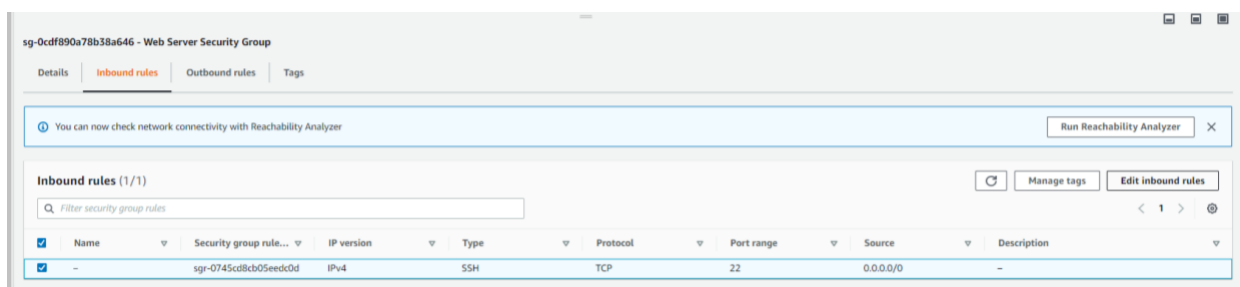 sg-0cdf890a78b38a646 - Web Server Security Group
Details Inbound rules Outbound rules Tags
You can now check network connectivity with Reachability Analyzer Run Reachability Analyzer
Inbound rules (1/1) Manage tags Edit inbound rules
Filter security group rules 1
Name Security group rule... IP version Type Protocol Port range Source Description
– sgr-0745cd8cb05eedc0d IPv4 SSH TCP 22 0.0.0.0/0 –